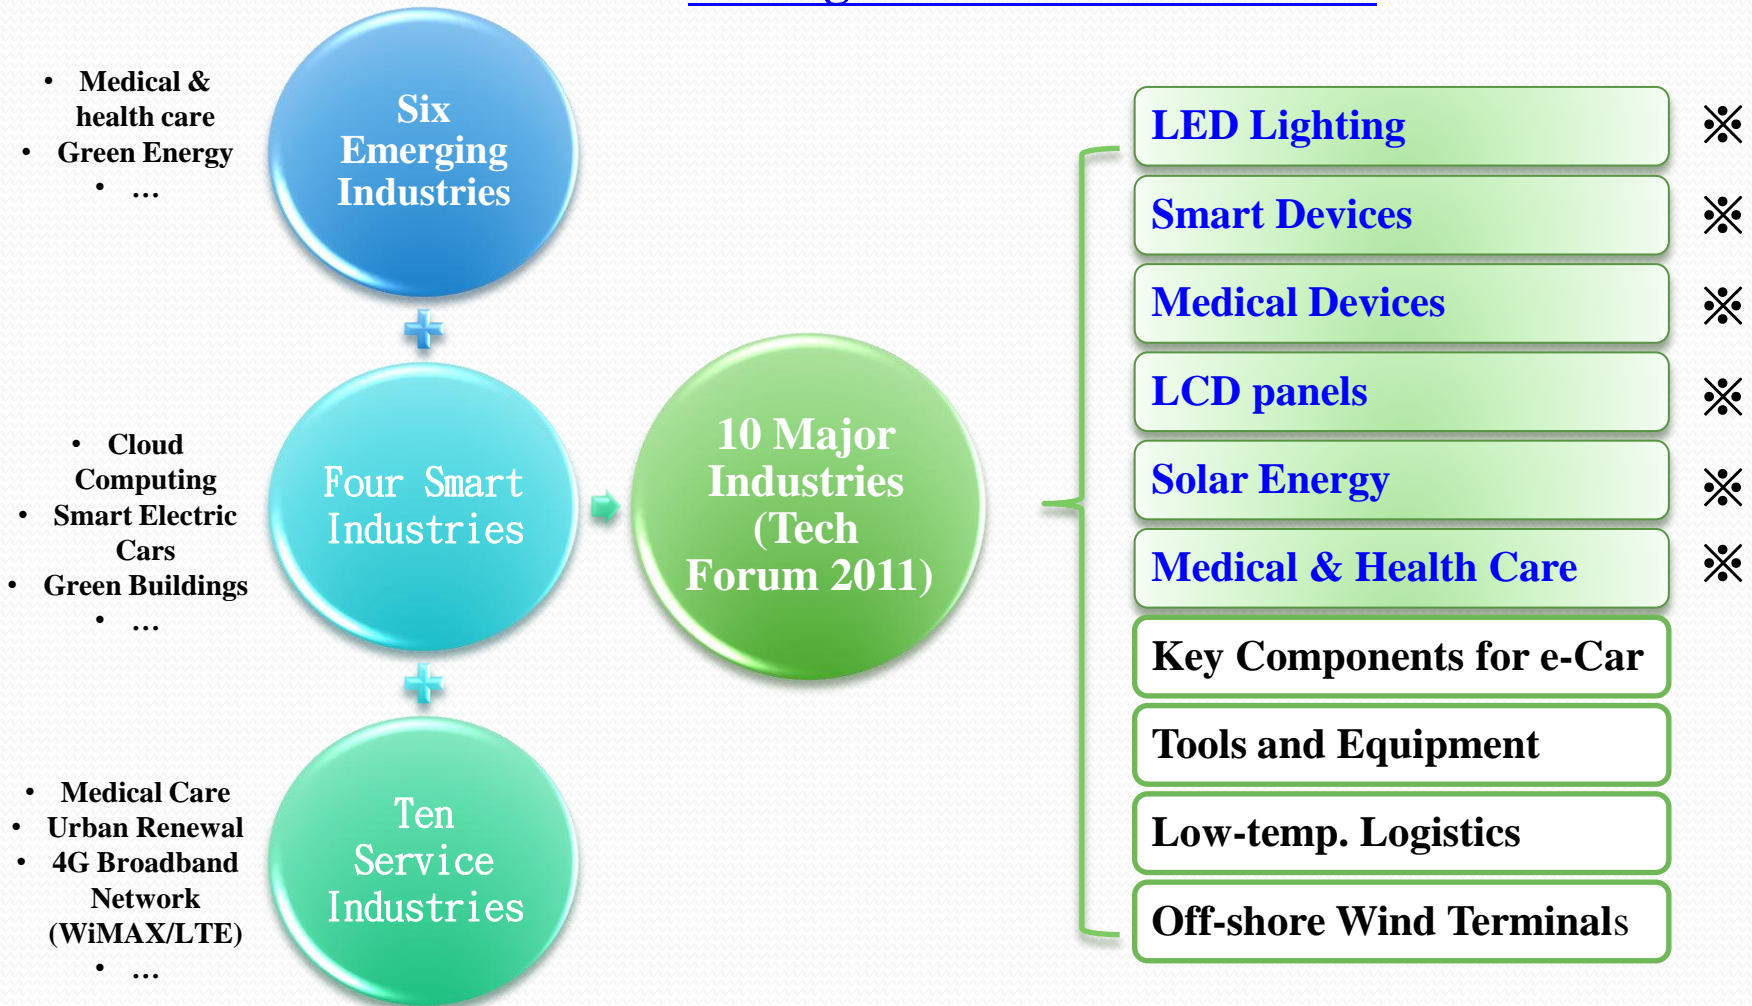 • Medical &
health care
• Green Energy
• …
Six
Emerging
Industries
• Cloud
Computing
• Smart Electric
Cars
• Green Buildings
• …
Four Smart
Industries
• Medical Care
• Urban Renewal
• 4G Broadband
Network
(WiMAX/LTE)
• …
Ten
Service
Industries
10 Major
Industries
(Tech
Forum 2011)
LED Lighting ※
Smart Devices ※
Medical Devices ※
LCD panels ※
Solar Energy ※
Medical & Health Care ※
Key Components for e-Car
Tools and Equipment
Low-temp. Logistics
Off-shore Wind Terminals